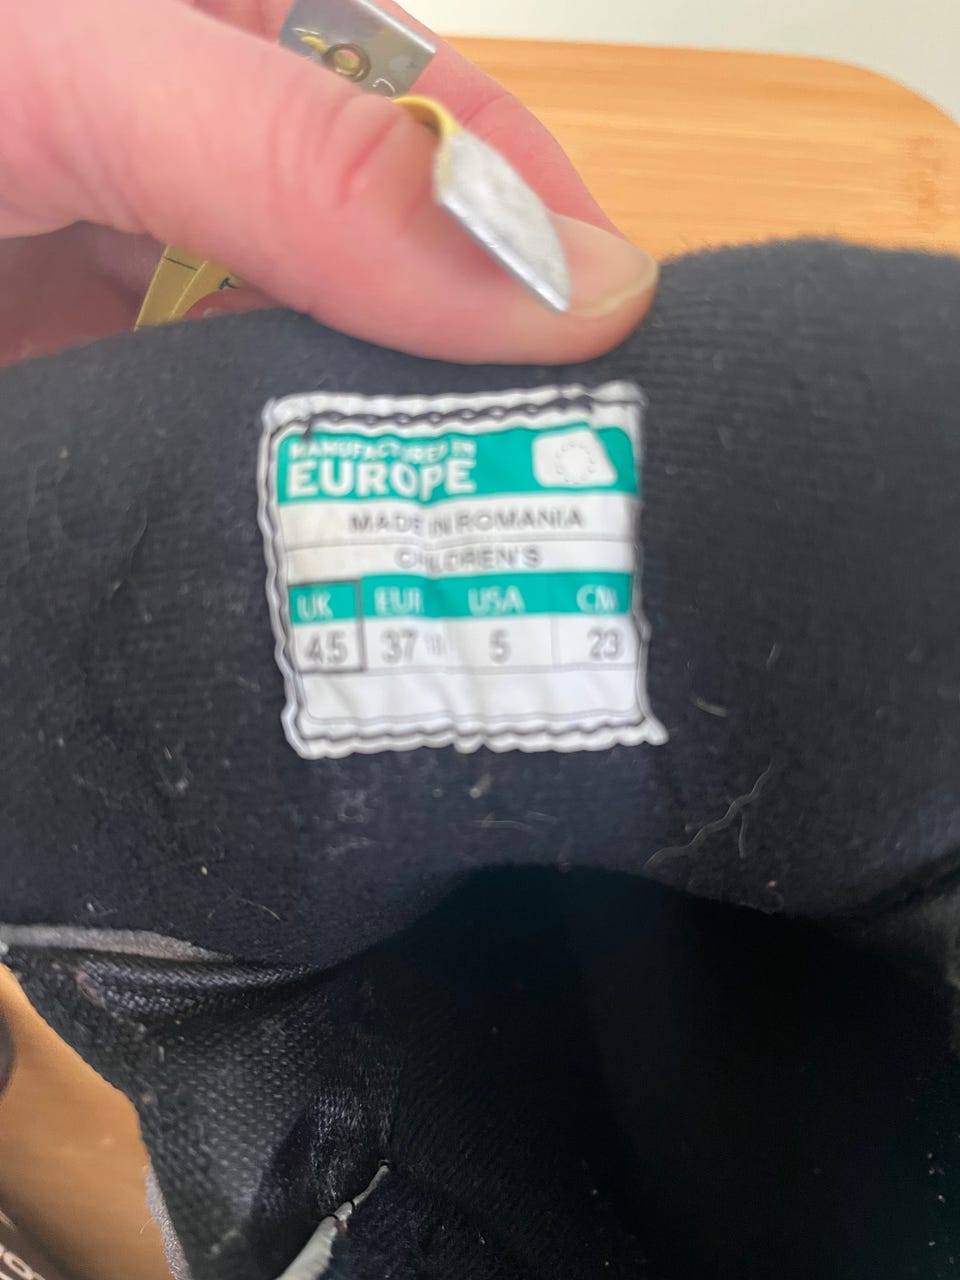 MANUFACTURED IN
EUROPE
MADE IN ROMANIA
CHILDREN'S
UK EUR USA CM
4.5 37 5 23